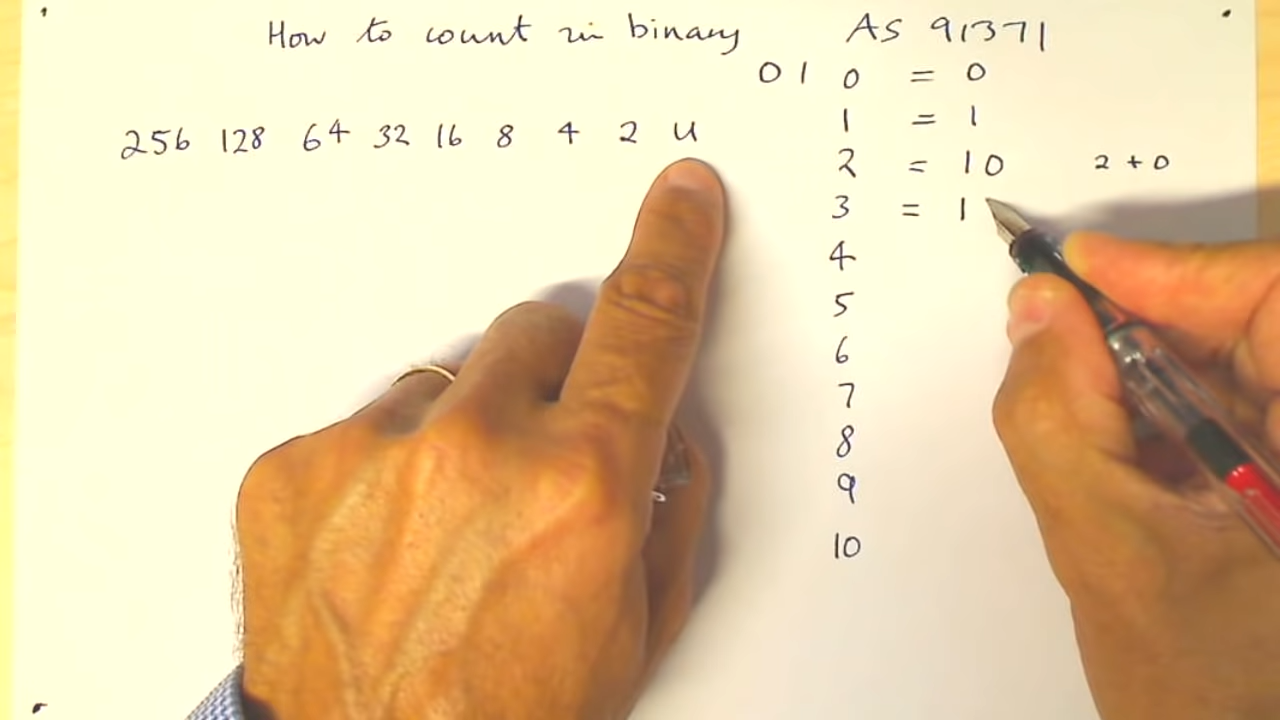 How to count in binary AS 91371
0 1 0 = 0
256 128 64 32 16 8 4 2 U
1 = 1
2 = 10 2 + 0
3 = 1
4
5
6
7
8
9
10